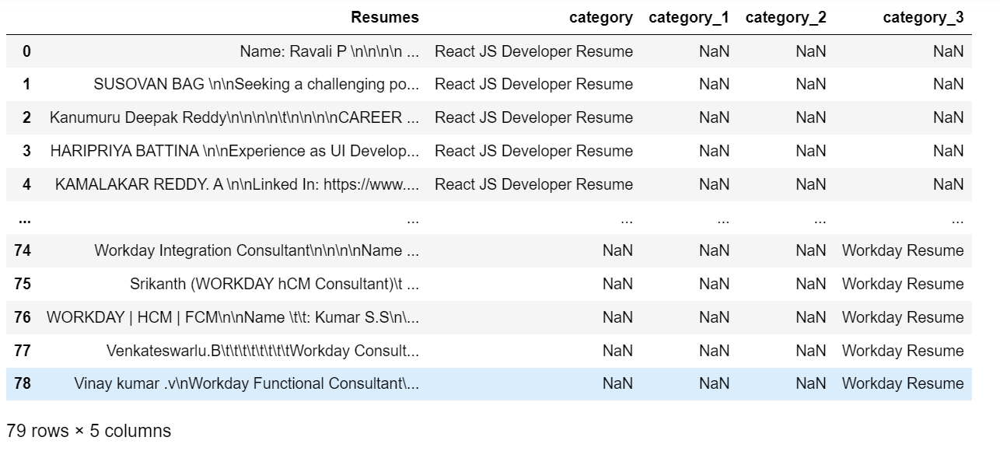 Resumes category category_1 category_2 category_3
0 Name: Ravali P \n\n\n\n ... React JS Developer Resume NaN NaN NaN
1 SUSOVAN BAG \n\nSeeking a challenging po... React JS Developer Resume NaN NaN NaN
2 Kanumuru Deepak Reddy\n\n\n\n\t\n\n\n\nCAREER ... React JS Developer Resume NaN NaN NaN
3 HARIPRIYA BATTINA \n\nExperience as UI Develop... React JS Developer Resume NaN NaN NaN
4 KAMALAKAR REDDY. A \n\nLinked In: https://www.... React JS Developer Resume NaN NaN NaN
... ... ... ... ... ...
74 Workday Integration Consultant\n\n\n\nName ... NaN NaN NaN Workday Resume
75 Srikanth (WORKDAY hCM Consultant)\t ... NaN NaN NaN Workday Resume
76 WORKDAY | HCM | FCM\n\nName \t\t: Kumar S.S\n\... NaN NaN NaN Workday Resume
77 Venkateswarlu.B\t\t\t\t\t\t\t\tWorkday Consult... NaN NaN NaN Workday Resume
78 Vinay kumar .v\nWorkday Functional Consultant\... NaN NaN NaN Workday Resume
79 rows × 5 columns